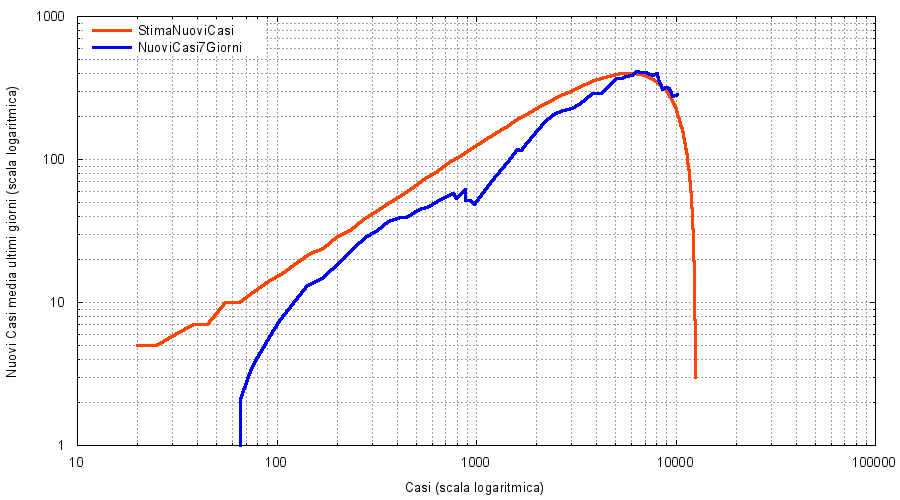 1000
StimaNuoviCasi
NuoviCasi7Giorni
100
10
1
Nuovi Casi media ultimi giorni (scala logaritmica)
10
100
1000
10000
100000
Casi (scala logaritmica)